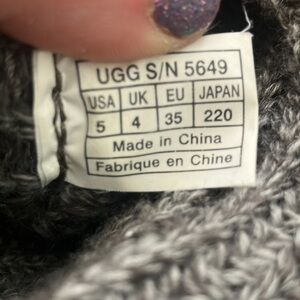 UGG S/N 5649
USA UK EU JAPAN
5 4 35 220
Made in China
Fabrique en Chine